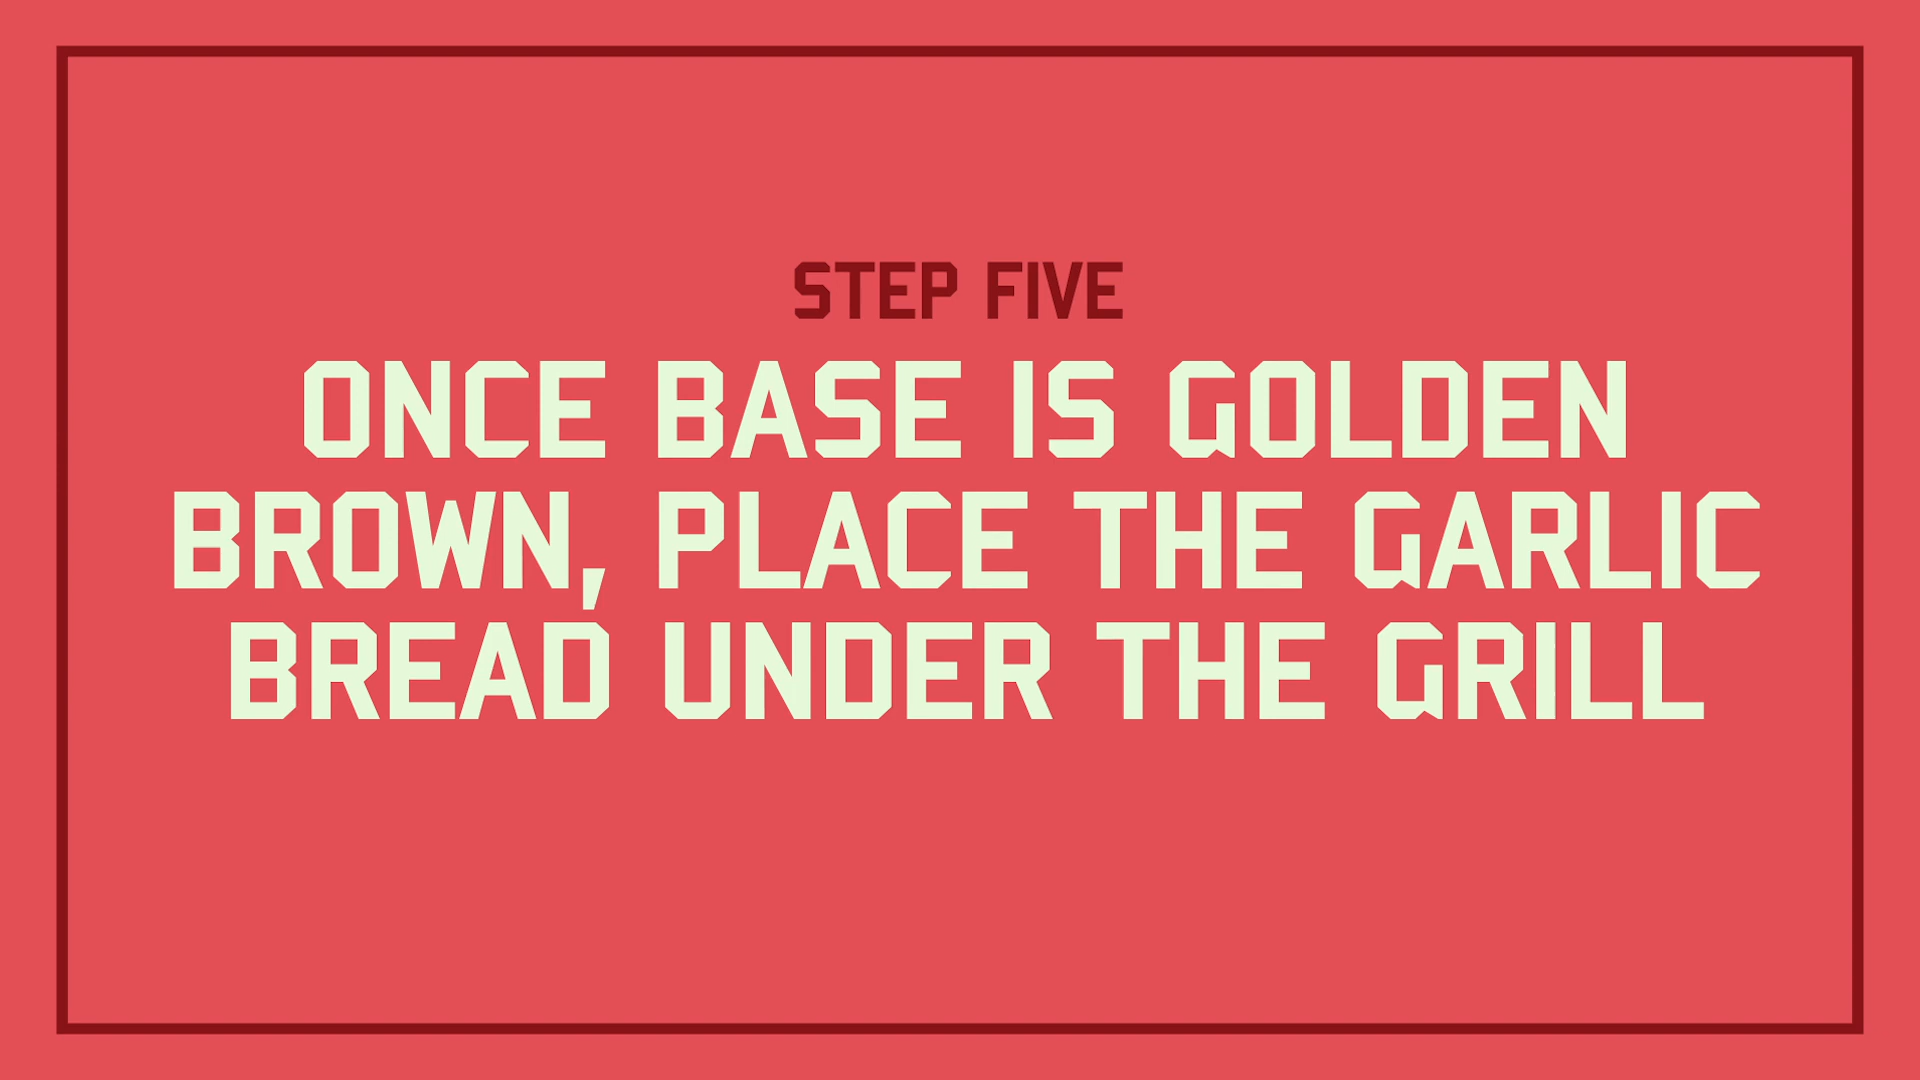 STEP FIVE
ONCE BASE IS GOLDEN
BROWN, PLACE THE GARLIC
BREAD UNDER THE GRILL